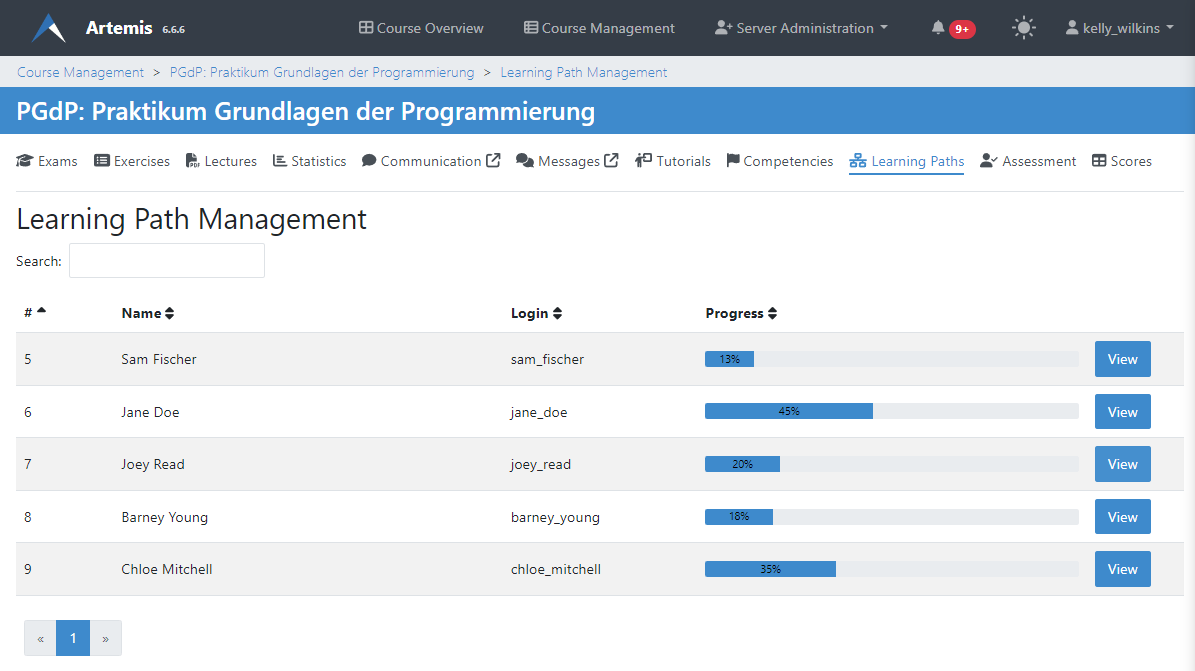 Artemis 6.6.6 Course Overview Course Management Server Administration 9+ kelly_wilkins
Course Management > PGdP: Praktikum Grundlagen der Programmierung > Learning Path Management
PGdP: Praktikum Grundlagen der Programmierung
Exams Exercises Lectures Statistics Communication Messages Tutorials Competencies Learning Paths Assessment Scores
Learning Path Management
Search:
# Name Login Progress
5 Sam Fischer sam_fischer 13% View
6 Jane Doe jane_doe 45% View
7 Joey Read joey_read 20% View
8 Barney Young barney_young 18% View
9 Chloe Mitchell chloe_mitchell 35% View
« 1 »